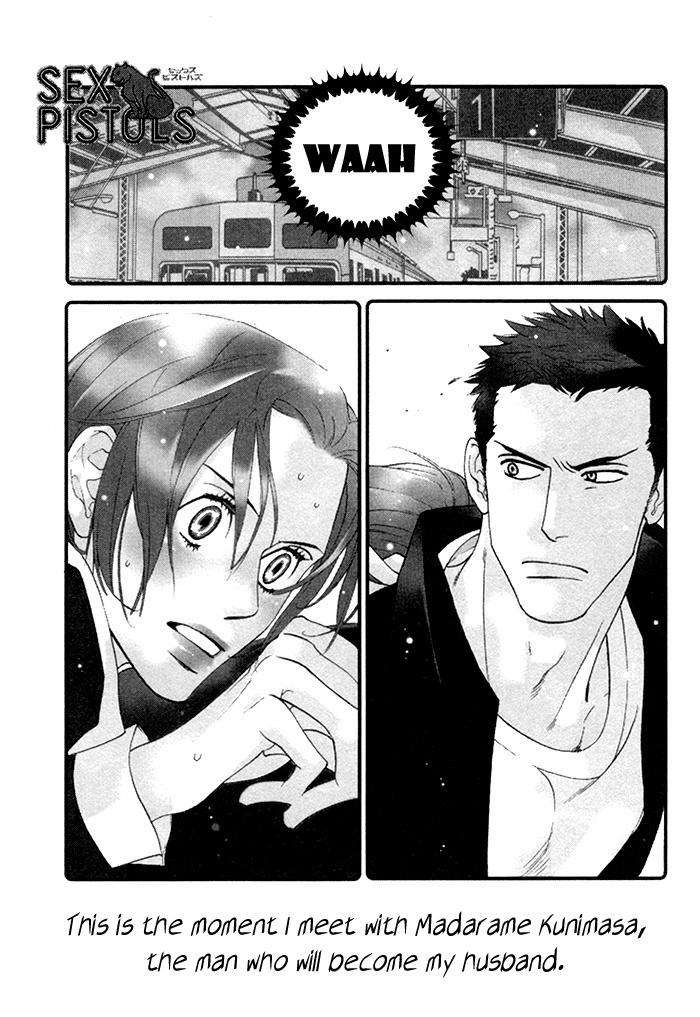 SEX
セックス
ピストルズ
PISTOLS
WAAH
1
This is the moment I meet with Madarame Kunimasa,
the man who will become my husband.